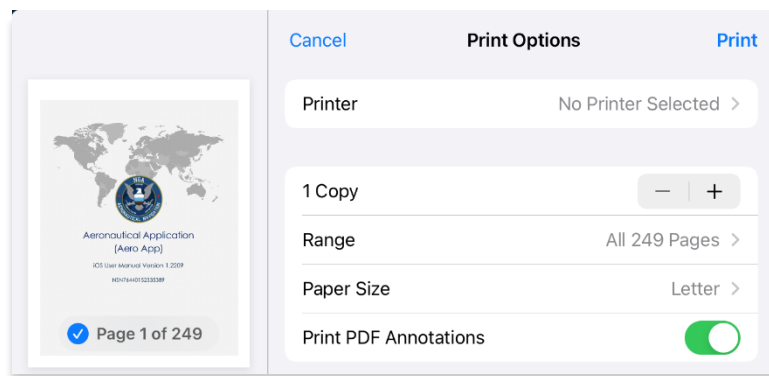 Cancel
Print Options
Print
Printer
No Printer Selected
1 Copy
Range
All 249 Pages
Paper Size
Letter
Print PDF Annotations
Aeronautical Application
(Aero App)
iOS User Manual Version 1.2209
Page 1 of 249